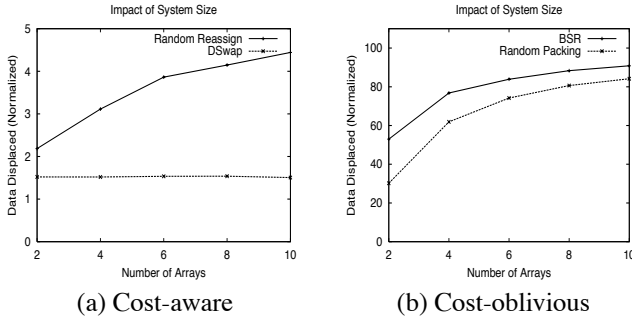 Impact of System Size
Data Displaced (Normalized)
5
4
3
2
1
0
Random Reassign
DSwap
2 4 6 8 10
Number of Arrays
(a) Cost-aware
Impact of System Size
Data Displaced (Normalized)
100
80
60
40
20
0
BSR
Random Packing
2 4 6 8 10
Number of Arrays
(b) Cost-oblivious